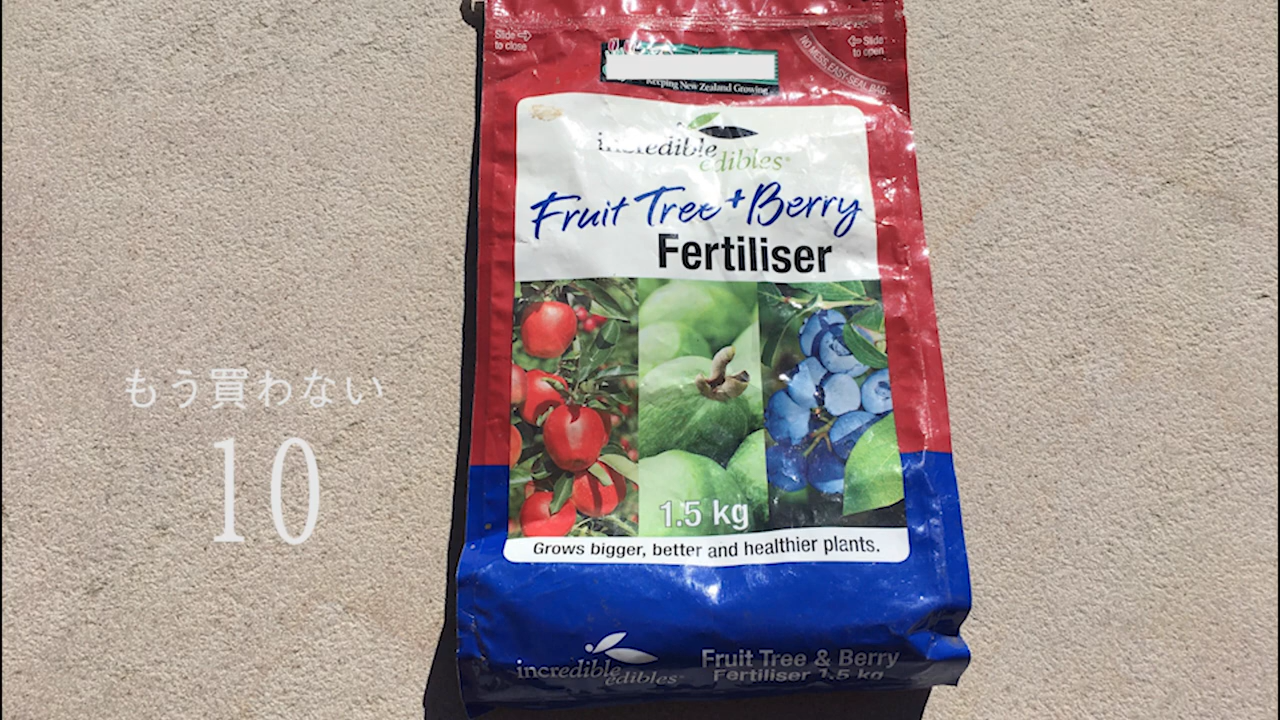 Slide to close
Slide to open
NO MESS, EASY-SEAL BAG
Keeping New Zealand Growing
incredible
edibles
Fruit Tree + Berry
Fertiliser
もう買わない
10
1.5 kg
Grows bigger, better and healthier plants.
incredible
edibles
Fruit Tree & Berry
Fertiliser 1.5 kg